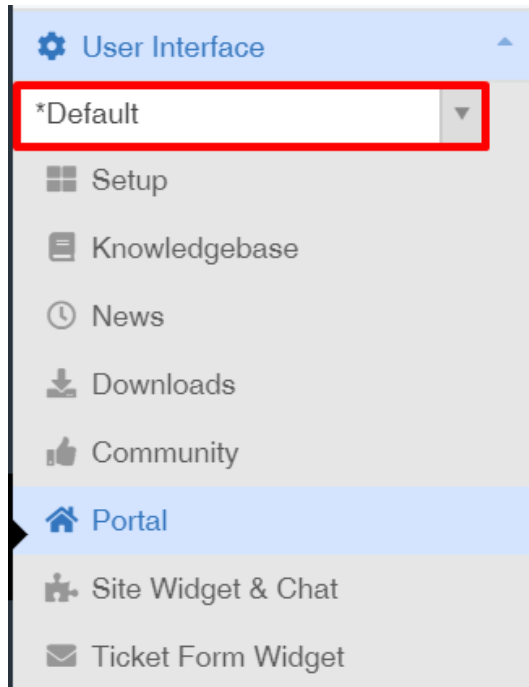 User Interface
*Default
Setup
Knowledgebase
News
Downloads
Community
Portal
Site Widget & Chat
Ticket Form Widget